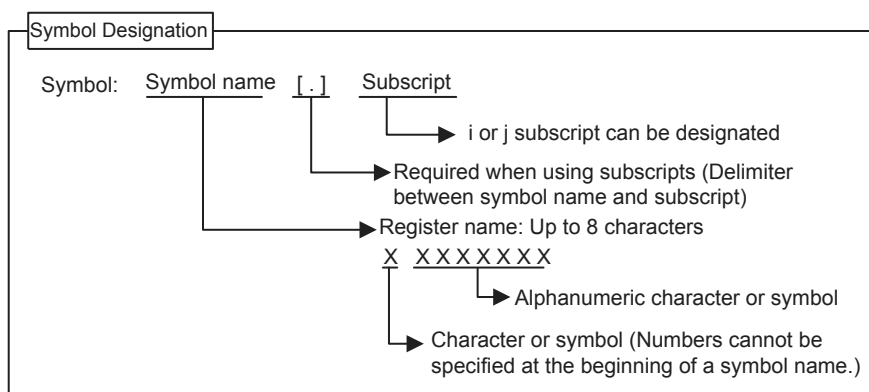 Symbol Designation
Symbol: Symbol name [ . ] Subscript
i or j subscript can be designated
Required when using subscripts (Delimiter
between symbol name and subscript)
Register name: Up to 8 characters
X X X X X X X X
Alphanumeric character or symbol
Character or symbol (Numbers cannot be
specified at the beginning of a symbol name.)